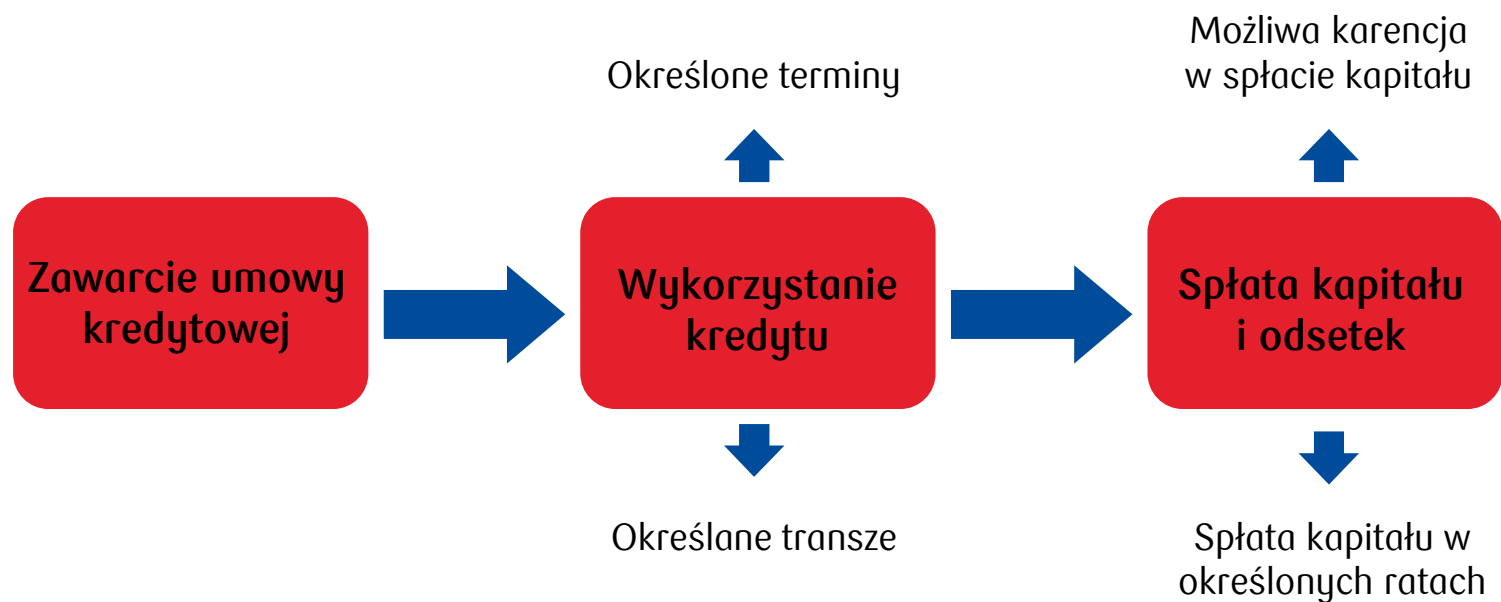 Określone terminy
Możliwa karencja
w spłacie kapitału
Zawarcie umowy
kredytowej
Wykorzystanie
kredytu
Spłata kapitału
i odsetek
Określane transze
Spłata kapitału w
określonych ratach